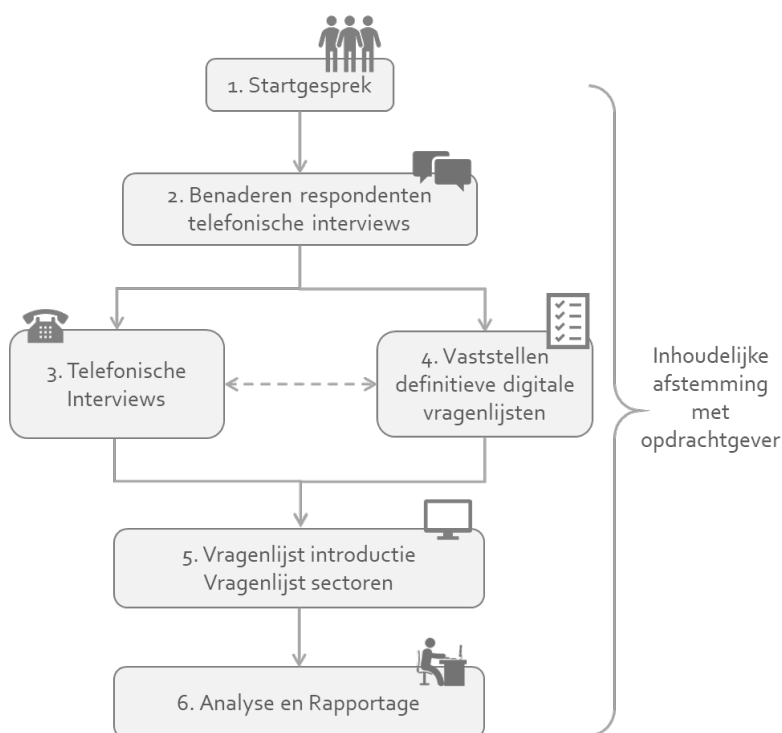 1. Startgesprek
2. Benaderen respondenten
telefonische interviews
3. Telefonische
Interviews
4. Vaststellen
definitieve digitale
vragenlijsten
Inhoudelijke
afstemming
met
opdrachtgever
5. Vragenlijst introductie
Vragenlijst sectoren
6. Analyse en Rapportage